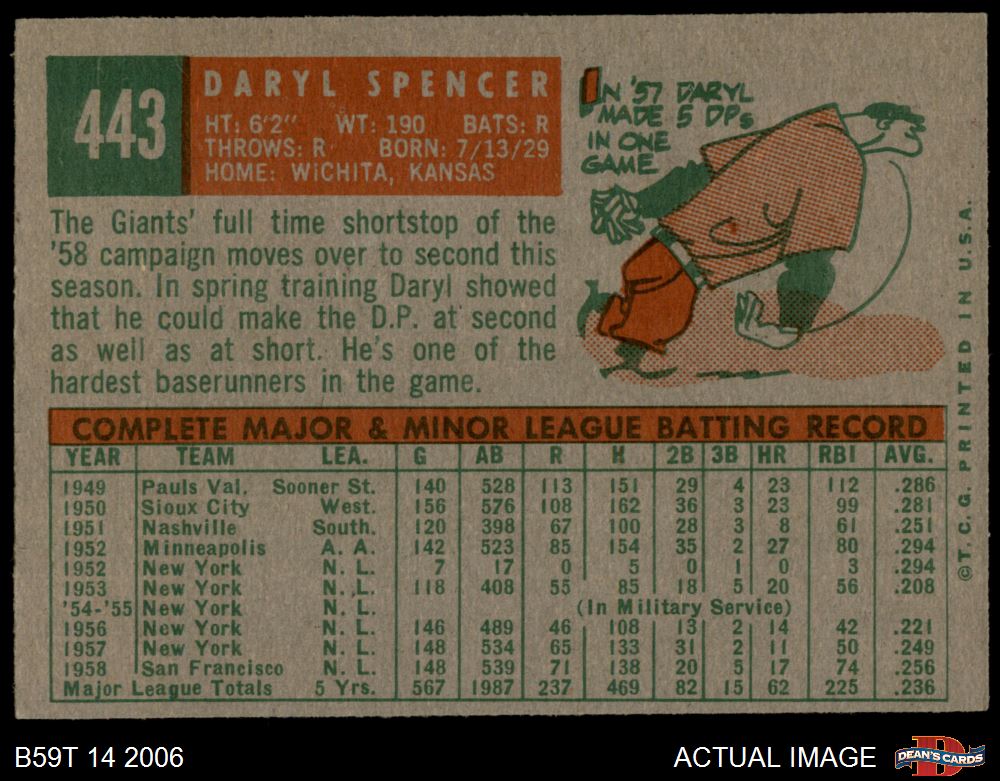 443
DARYL SPENCER
HT: 6'2" WT: 190 BATS: R
THROWS: R BORN: 7/13/29
HOME: WICHITA, KANSAS
IN '57 DARYL
MADE 5 DPs
IN ONE
GAME
The Giants' full time shortstop of the
'58 campaign moves over to second this
season. In spring training Daryl showed
that he could make the D.P. at second
as well as at short. He's one of the
hardest baserunners in the game.
COMPLETE MAJOR & MINOR LEAGUE BATTING RECORD
YEAR TEAM LEA. G AB R H 2B 3B HR RBI AVG.
1949 Pauls Val. Sooner St. 140 528 113 151 29 4 23 112 .286
1950 Sioux City West. 156 576 108 162 36 3 23 99 .281
1951 Nashville South. 120 398 67 100 28 3 8 61 .251
1952 Minneapolis A. A. 142 523 85 154 35 2 27 80 .294
1952 New York N. L. 7 17 0 5 0 1 0 3 .294
1953 New York N. L. 118 408 55 85 18 5 20 56 .208
'54-'55 New York N. L. (In Military Service)
1956 New York N. L. 146 489 46 108 13 2 14 42 .221
1957 New York N. L. 148 534 65 133 31 2 11 50 .249
1958 San Francisco N. L. 148 539 71 138 20 5 17 74 .256
Major League Totals 5 Yrs. 567 1987 237 469 82 15 62 225 .236
©T.C.G. PRINTED IN U.S.A.
B59T 14 2006
ACTUAL IMAGE
DEAN'S CARDS